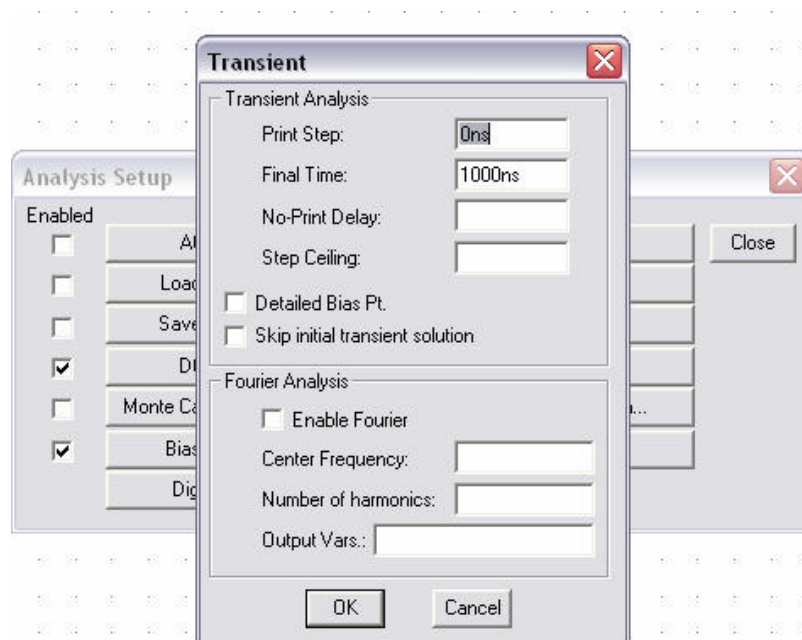 Transient
Transient Analysis
Print Step: 0ns
Final Time: 1000ns
No-Print Delay:
Step Ceiling:
Detailed Bias Pt.
Skip initial transient solution
Fourier Analysis
Enable Fourier
Center Frequency:
Number of harmonics:
Output Vars.:
OK Cancel
Analysis Setup
Enabled
Close
Save
Monte
Bias